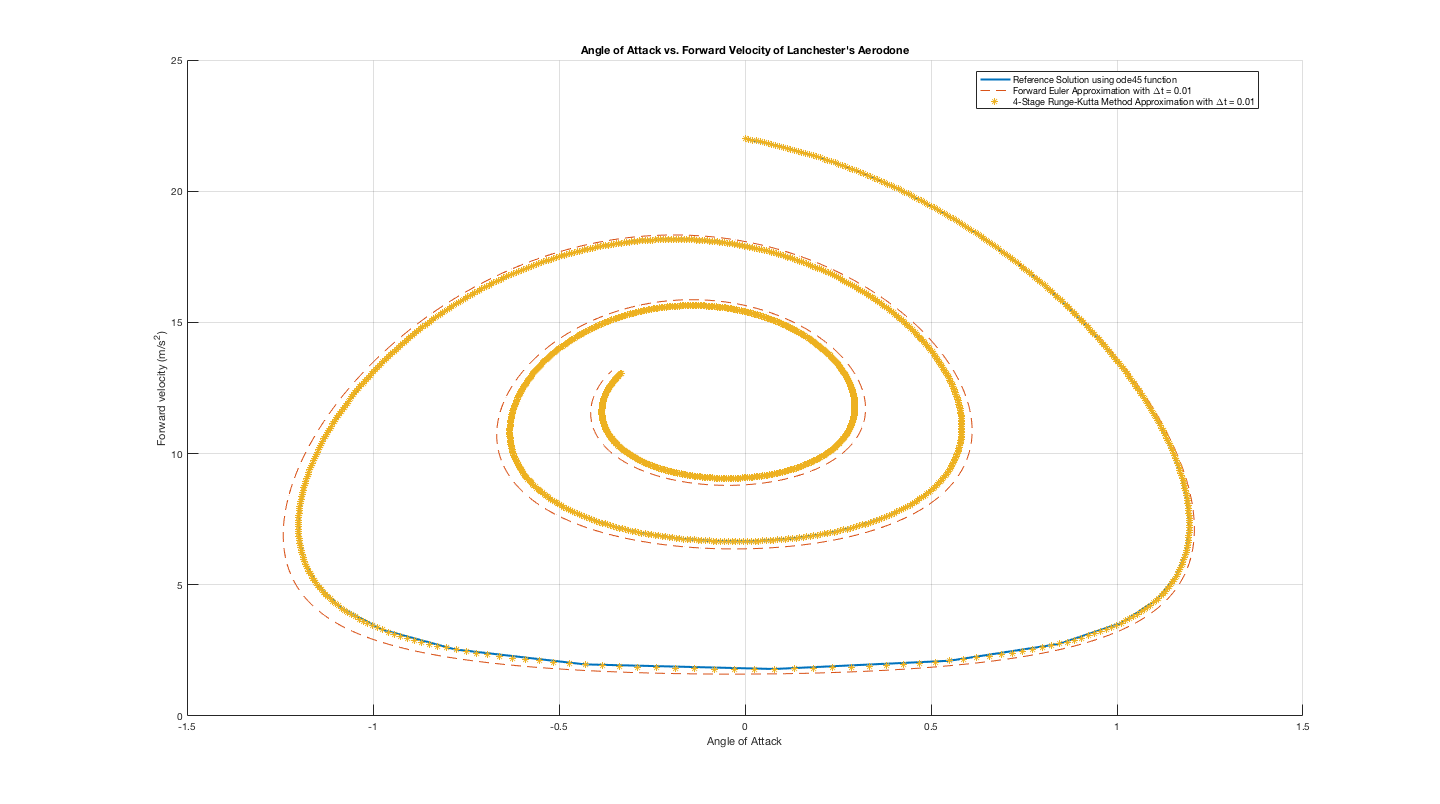 Angle of Attack vs. Forward Velocity of Lanchester's Aerodone
Reference Solution using ode45 function
Forward Euler Approximation with Δt = 0.01
4-Stage Runge-Kutta Method Approximation with Δt = 0.01
25
20
15
10
5
0
Forward velocity (m/s²)
-1.5 -1 -0.5 0 0.5 1 1.5
Angle of Attack